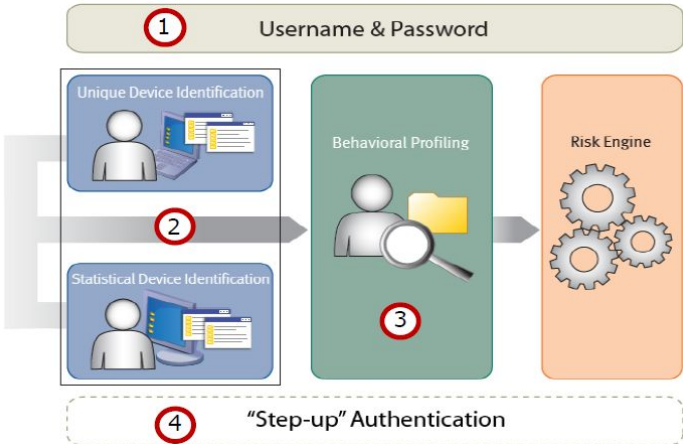 1 Username & Password
Unique Device Identification
Behavioral Profiling
Risk Engine
2
Statistical Device Identification
3
4 "Step-up" Authentication